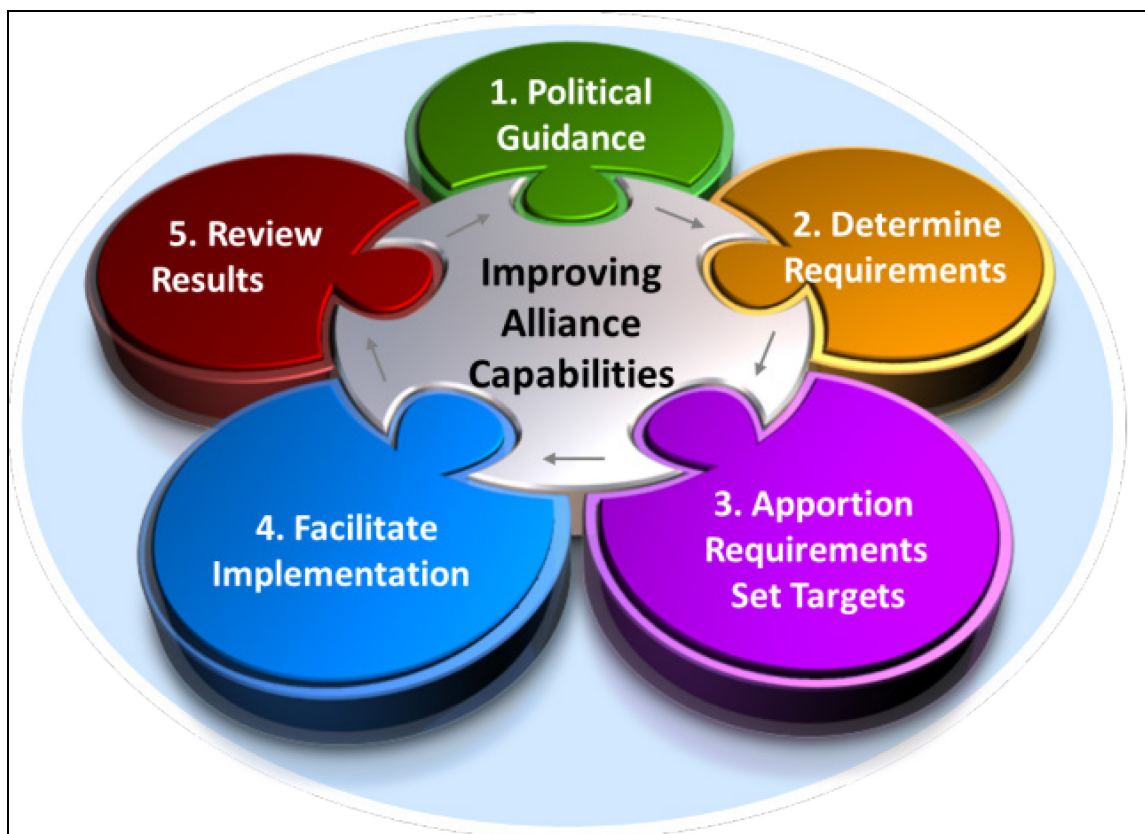 1. Political
Guidance
2. Determine
Requirements
3. Apportion
Requirements
Set Targets
4. Facilitate
Implementation
5. Review
Results
Improving
Alliance
Capabilities